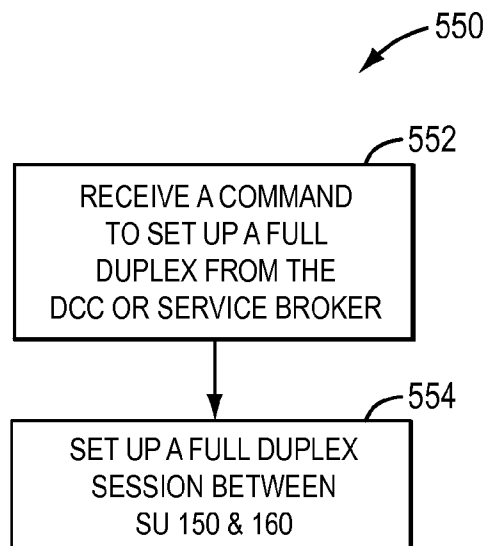 550
552
RECEIVE A COMMAND
TO SET UP A FULL
DUPLEX FROM THE
DCC OR SERVICE BROKER
554
SET UP A FULL DUPLEX
SESSION BETWEEN
SU 150 & 160